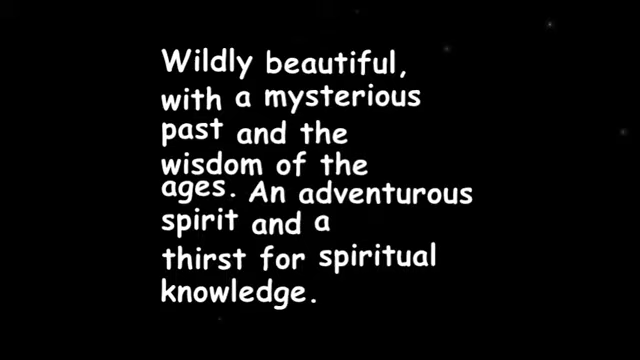 Wildly beautiful,
with a mysterious
past and the
wisdom of the
ages. An adventurous
spirit and a
thirst for spiritual
knowledge.